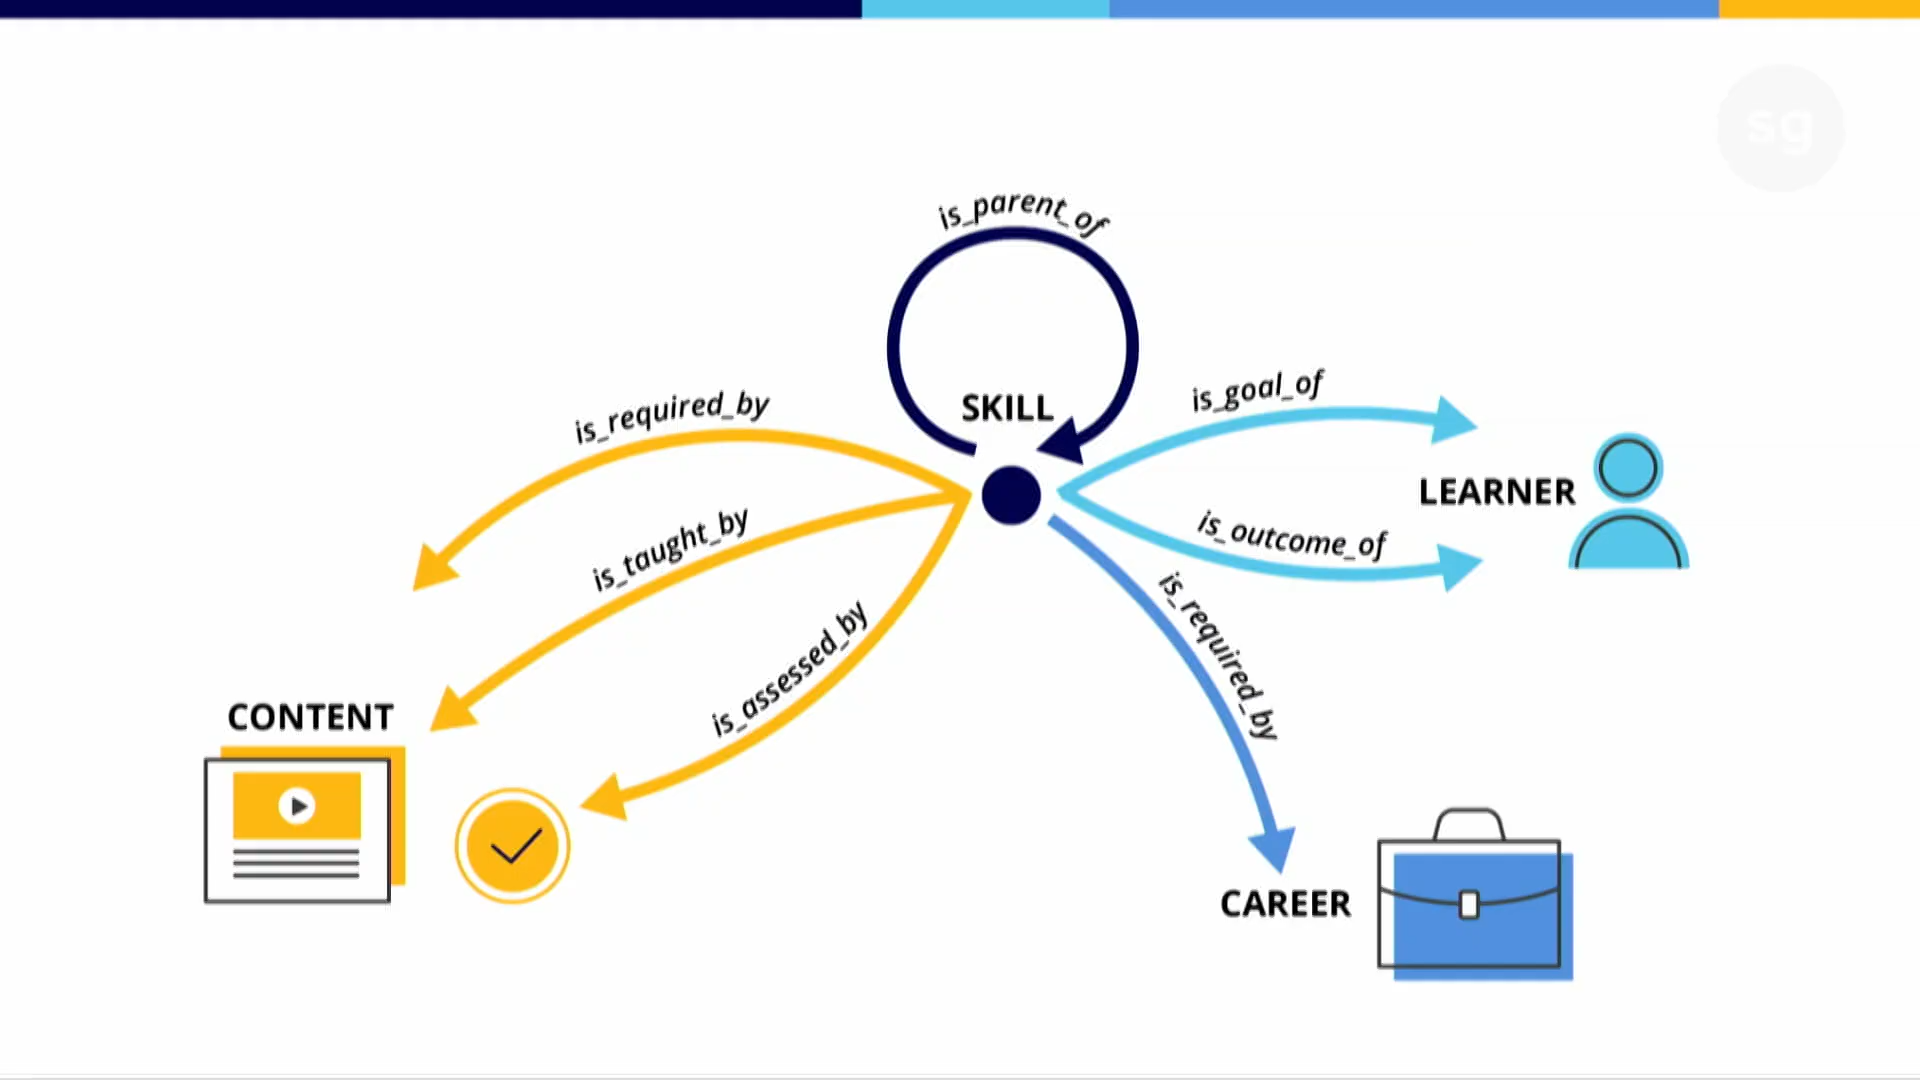 sg
is_parent_of
SKILL
is_required_by
is_goal_of
LEARNER
is_taught_by
is_outcome_of
is_assessed_by
is_required_by
CONTENT
CAREER